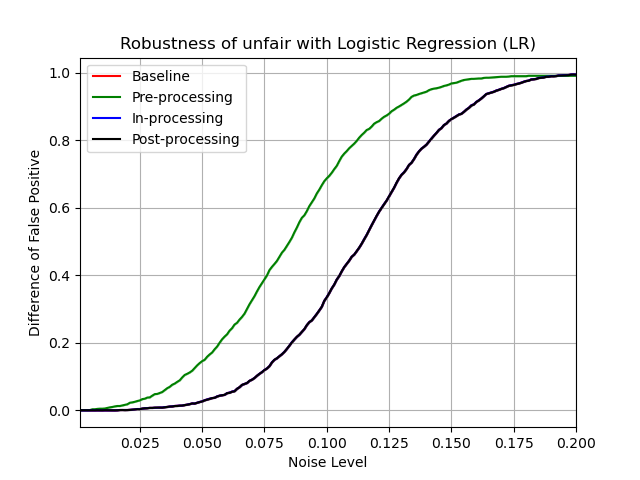 Robustness of unfair with Logistic Regression (LR)
Baseline
Pre-processing
In-processing
Post-processing
Difference of False Positive
1.0
0.8
0.6
0.4
0.2
0.0
0.025 0.050 0.075 0.100 0.125 0.150 0.175 0.200
Noise Level